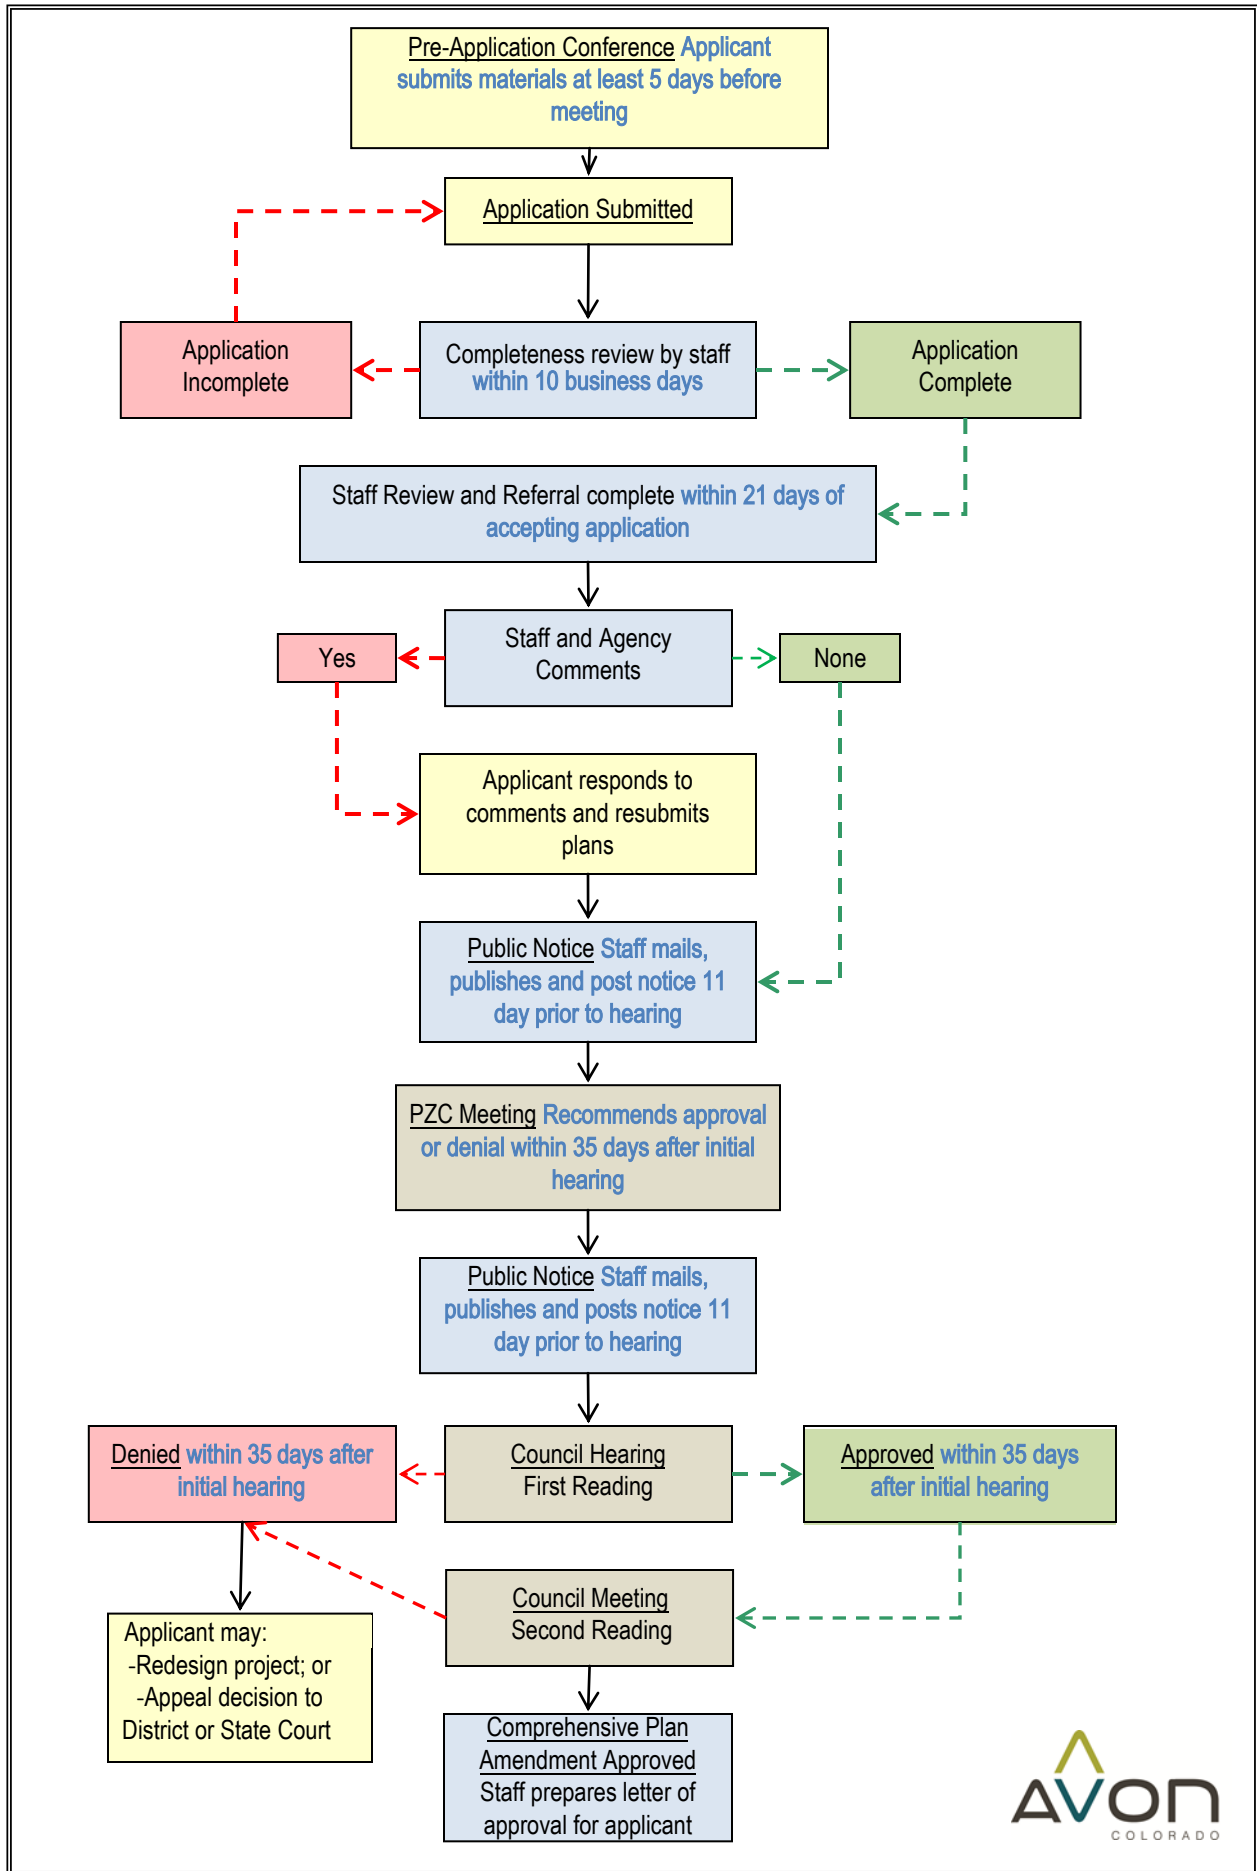 Pre-Application Conference Applicant
submits materials at least 5 days before
meeting
Application Submitted
Application
Incomplete
Completeness review by staff
within 10 business days
Application
Complete
Staff Review and Referral complete within 21 days of
accepting application
Yes
Staff and Agency
Comments
None
Applicant responds to
comments and resubmits
plans
Public Notice Staff mails,
publishes and post notice 11
day prior to hearing
PZC Meeting Recommends approval
or denial within 35 days after initial
hearing
Public Notice Staff mails,
publishes and posts notice 11
day prior to hearing
Denied within 35 days after
initial hearing
Council Hearing
First Reading
Approved within 35 days
after initial hearing
Council Meeting
Second Reading
Applicant may:
-Redesign project; or
-Appeal decision to
District or State Court
Comprehensive Plan
Amendment Approved
Staff prepares letter of
approval for applicant
AVON
COLORADO